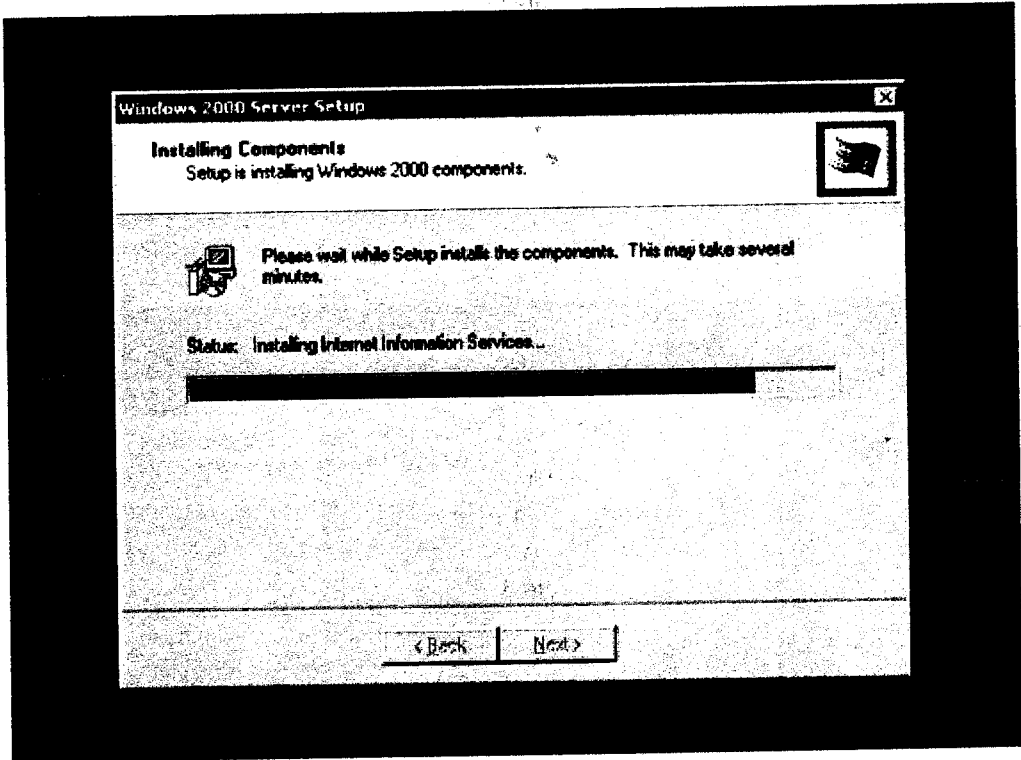 Windows 2000 Server Setup
Installing Components
Setup is installing Windows 2000 components.
Please wait while Setup installs the components. This may take several
minutes.
Status: Installing Internet Information Services...
< Back
Next >